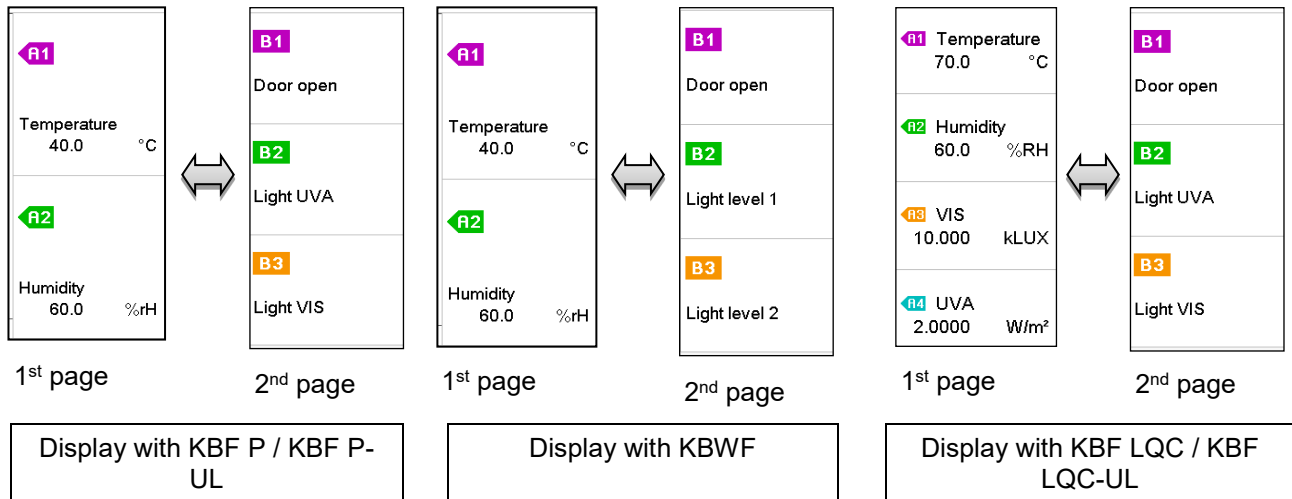 A1
Temperature
40.0 °C
A2
Humidity
60.0 %rH
1st page
B1
Door open
B2
Light UVA
B3
Light VIS
2nd page
Display with KBF P / KBF P-
UL
A1
Temperature
40.0 °C
A2
Humidity
60.0 %rH
1st page
B1
Door open
B2
Light level 1
B3
Light level 2
2nd page
Display with KBWF
A1 Temperature
70.0 °C
A2 Humidity
60.0 %RH
A3 VIS
10.000 kLUX
A4 UVA
2.0000 W/m²
1st page
B1
Door open
B2
Light UVA
B3
Light VIS
2nd page
Display with KBF LQC / KBF
LQC-UL